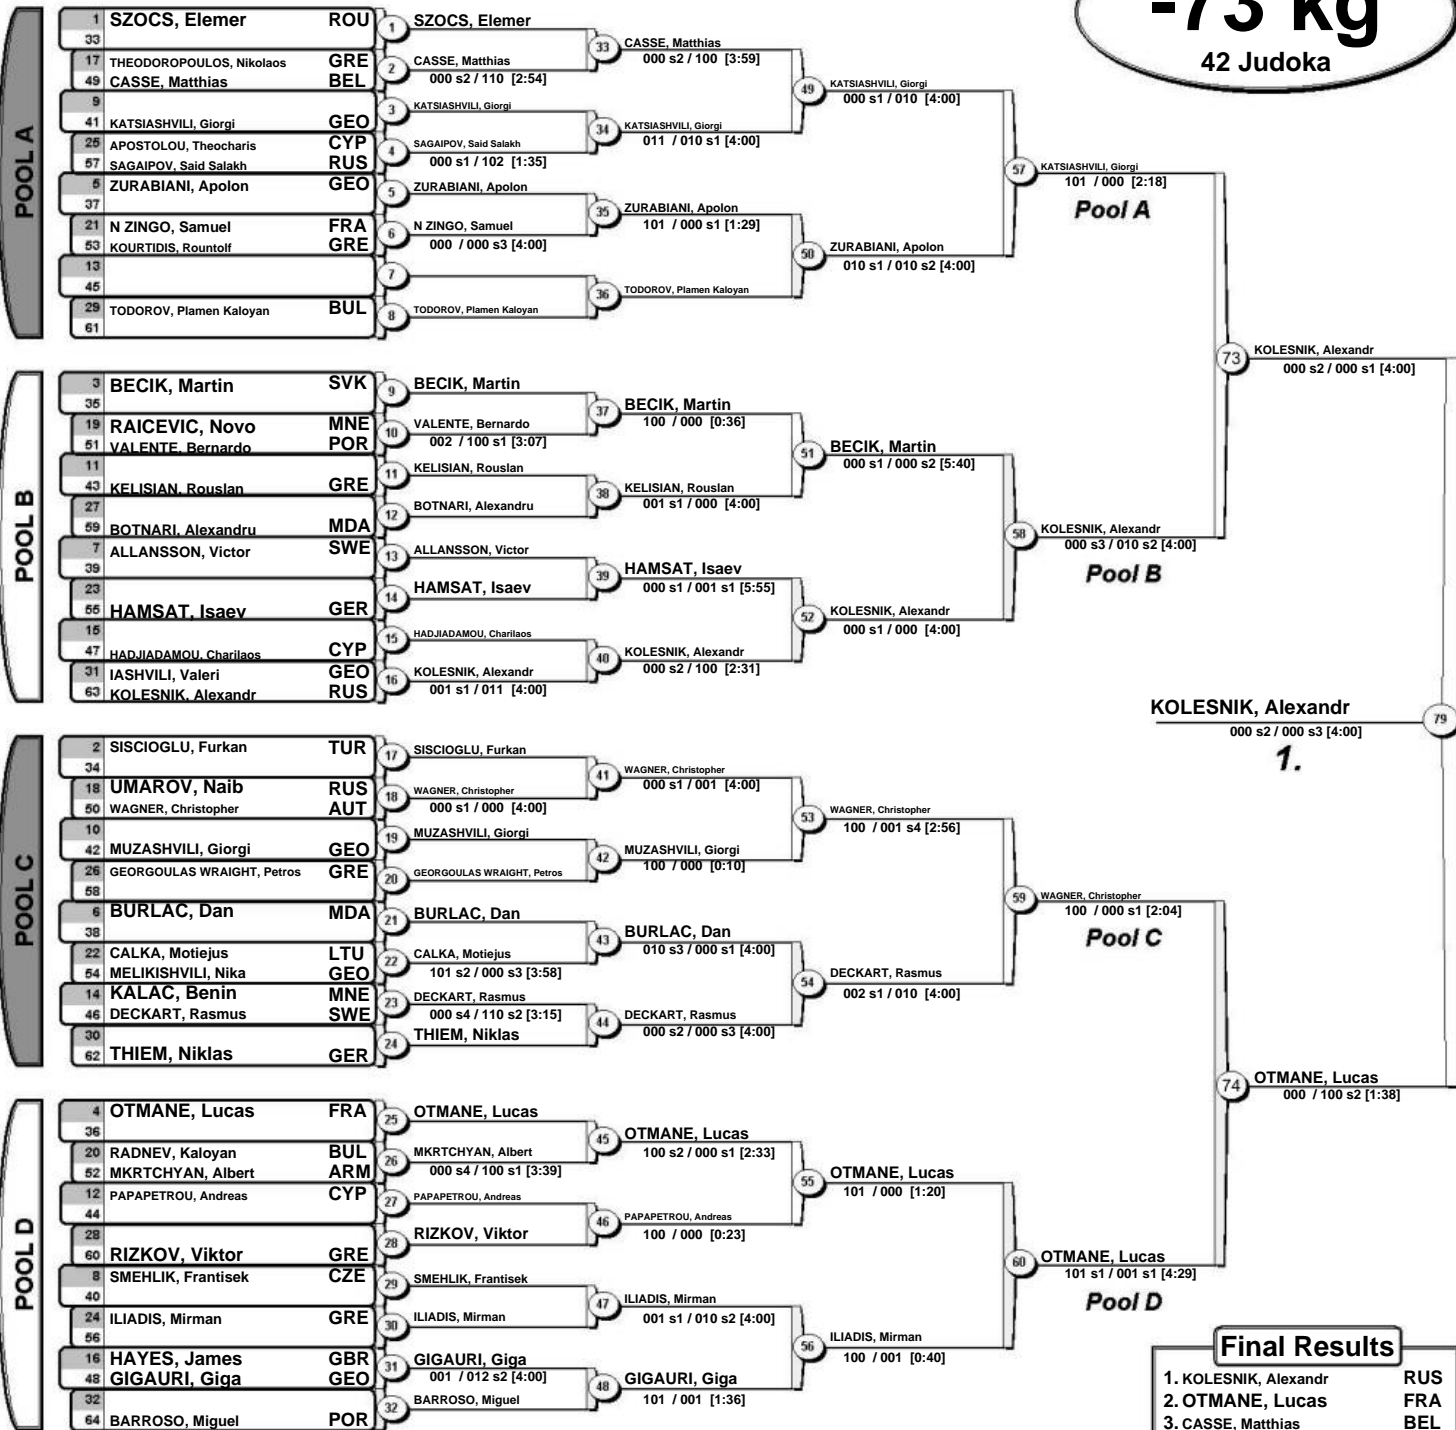 -73 kg
42 Judoka
POOL A
1 SZOCS, Elemer ROU
33
17 THEODOROPOULOS, Nikolaos GRE
49 CASSE, Matthias BEL
9
41 KATSIASHVILI, Giorgi GEO
25 APOSTOLOU, Theocharis CYP
57 SAGAIPOV, Said Salakh RUS
5 ZURABIANI, Apolon GEO
37
21 N ZINGO, Samuel FRA
53 KOURTIDIS, Rountolf GRE
13
45
29 TODOROV, Plamen Kaloyan BUL
61
1 SZOCS, Elemer
2 CASSE, Matthias
000 s2 / 110 [2:54]
3 KATSIASHVILI, Giorgi
4 SAGAIPOV, Said Salakh
000 s1 / 102 [1:35]
5 ZURABIANI, Apolon
6 N ZINGO, Samuel
000 / 000 s3 [4:00]
7
8 TODOROV, Plamen Kaloyan
33 CASSE, Matthias
000 s2 / 100 [3:59]
34 KATSIASHVILI, Giorgi
011 / 010 s1 [4:00]
35 ZURABIANI, Apolon
101 / 000 s1 [1:29]
36 TODOROV, Plamen Kaloyan
49 KATSIASHVILI, Giorgi
000 s1 / 010 [4:00]
50 ZURABIANI, Apolon
010 s1 / 010 s2 [4:00]
57 KATSIASHVILI, Giorgi
101 / 000 [2:18]
Pool A
POOL B
3 BECIK, Martin SVK
35
19 RAICEVIC, Novo MNE
51 VALENTE, Bernardo POR
11
43 KELISIAN, Rouslan GRE
27
59 BOTNARI, Alexandru MDA
7 ALLANSSON, Victor SWE
39
23
55 HAMSAT, Isaev GER
15
47 HADJIADAMOU, Charilaos CYP
31 IASHVILI, Valeri GEO
63 KOLESNIK, Alexandr RUS
9 BECIK, Martin
10 VALENTE, Bernardo
002 / 100 s1 [3:07]
11 KELISIAN, Rouslan
12 BOTNARI, Alexandru
13 ALLANSSON, Victor
14 HAMSAT, Isaev
15 HADJIADAMOU, Charilaos
16 KOLESNIK, Alexandr
001 s1 / 011 [4:00]
37 BECIK, Martin
100 / 000 [0:36]
38 KELISIAN, Rouslan
001 s1 / 000 [4:00]
39 HAMSAT, Isaev
000 s1 / 001 s1 [5:55]
40 KOLESNIK, Alexandr
000 s2 / 100 [2:31]
51 BECIK, Martin
000 s1 / 000 s2 [5:40]
52 KOLESNIK, Alexandr
000 s1 / 000 [4:00]
58 KOLESNIK, Alexandr
000 s3 / 010 s2 [4:00]
Pool B
73 KOLESNIK, Alexandr
000 s2 / 000 s1 [4:00]
KOLESNIK, Alexandr 79
000 s2 / 000 s3 [4:00]
1.
POOL C
2 SISCIOGLU, Furkan TUR
34
18 UMAROV, Naib RUS
50 WAGNER, Christopher AUT
10
42 MUZASHVILI, Giorgi GEO
26 GEORGOULAS WRAIGHT, Petros GRE
58
6 BURLAC, Dan MDA
38
22 CALKA, Motiejus LTU
54 MELIKISHVILI, Nika GEO
14 KALAC, Benin MNE
46 DECKART, Rasmus SWE
30
62 THIEM, Niklas GER
17 SISCIOGLU, Furkan
18 WAGNER, Christopher
000 s1 / 000 [4:00]
19 MUZASHVILI, Giorgi
20 GEORGOULAS WRAIGHT, Petros
21 BURLAC, Dan
22 CALKA, Motiejus
101 s2 / 000 s3 [3:58]
23 DECKART, Rasmus
000 s4 / 110 s2 [3:15]
24 THIEM, Niklas
41 WAGNER, Christopher
000 s1 / 001 [4:00]
42 MUZASHVILI, Giorgi
100 / 000 [0:10]
43 BURLAC, Dan
010 s3 / 000 s1 [4:00]
44 DECKART, Rasmus
000 s2 / 000 s3 [4:00]
53 WAGNER, Christopher
100 / 001 s4 [2:56]
54 DECKART, Rasmus
002 s1 / 010 [4:00]
59 WAGNER, Christopher
100 / 000 s1 [2:04]
Pool C
74 OTMANE, Lucas
000 / 100 s2 [1:38]
POOL D
4 OTMANE, Lucas FRA
36
20 RADNEV, Kaloyan BUL
52 MKRTCHYAN, Albert ARM
12 PAPAPETROU, Andreas CYP
44
28
60 RIZKOV, Viktor GRE
8 SMEHLIK, Frantisek CZE
40
24 ILIADIS, Mirman GRE
56
16 HAYES, James GBR
48 GIGAURI, Giga GEO
32
64 BARROSO, Miguel POR
25 OTMANE, Lucas
26 MKRTCHYAN, Albert
000 s4 / 100 s1 [3:39]
27 PAPAPETROU, Andreas
28 RIZKOV, Viktor
29 SMEHLIK, Frantisek
30 ILIADIS, Mirman
31 GIGAURI, Giga
001 / 012 s2 [4:00]
32 BARROSO, Miguel
45 OTMANE, Lucas
100 s2 / 000 s1 [2:33]
46 PAPAPETROU, Andreas
100 / 000 [0:23]
47 ILIADIS, Mirman
001 s1 / 010 s2 [4:00]
48 GIGAURI, Giga
101 / 001 [1:36]
55 OTMANE, Lucas
101 / 000 [1:20]
56 ILIADIS, Mirman
100 / 001 [0:40]
60 OTMANE, Lucas
101 s1 / 001 s1 [4:29]
Pool D
Final Results
1. KOLESNIK, Alexandr RUS
2. OTMANE, Lucas FRA
3. CASSE, Matthias BEL